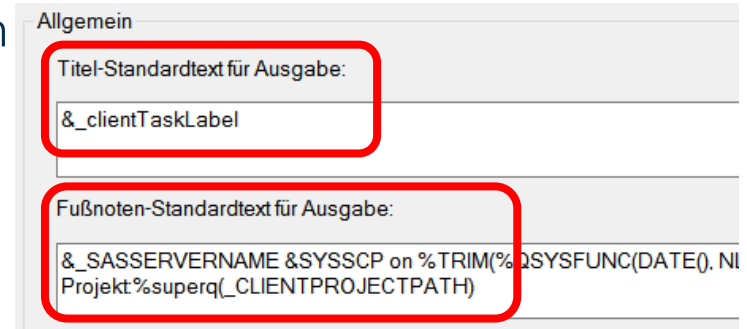 n
Allgemein
Titel-Standardtext für Ausgabe:
&_clientTaskLabel
Fußnoten-Standardtext für Ausgabe:
&_SASSERVERNAME &SYSSCP on %TRIM(%QSYSFUNC(DATE(), NL
Projekt:%superq(_CLIENTPROJECTPATH)